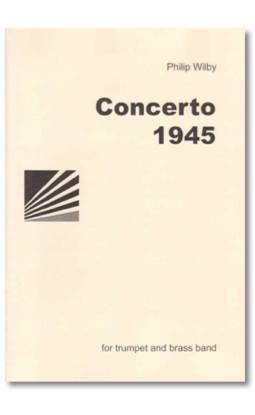 Philip Wilby
Concerto
1945
for trumpet and brass band